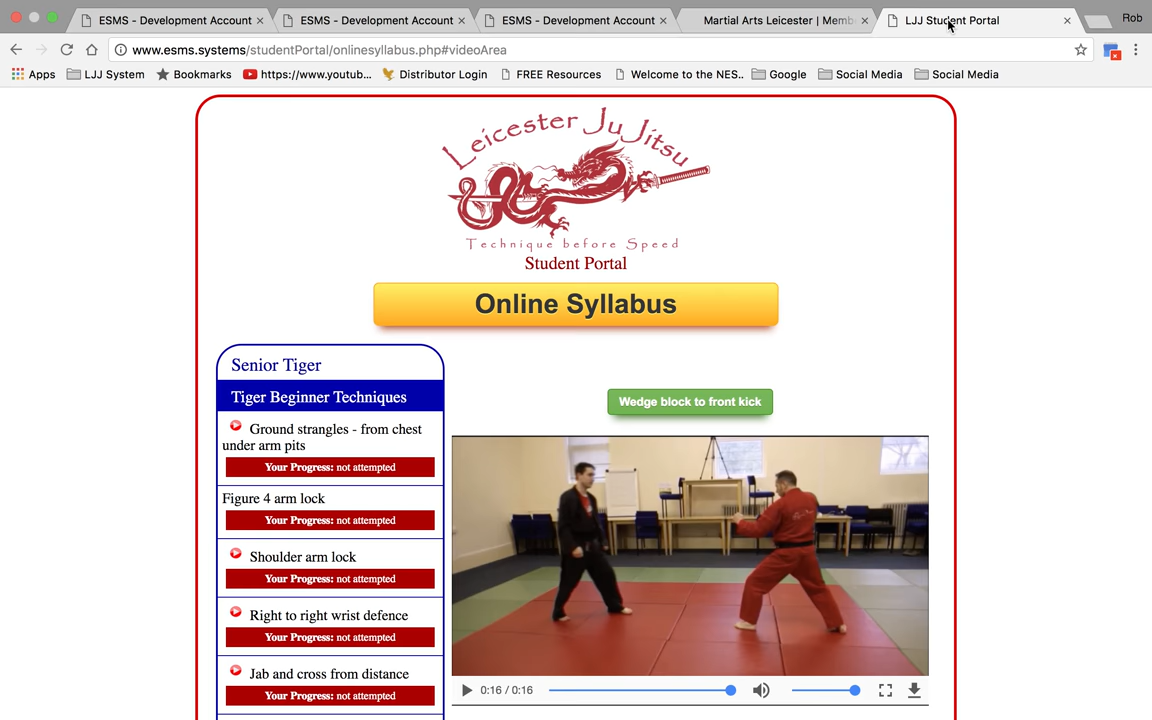 ESMS - Development Account
ESMS - Development Account
ESMS - Development Account
Martial Arts Leicester | Memb
LJJ Student Portal
Rob
www.esms.systems/studentPortal/onlinesyllabus.php#videoArea
Apps
LJJ System
Bookmarks
https://www.youtub...
Distributor Login
FREE Resources
Welcome to the NES..
Google
Social Media
Social Media
Leicester Ju Jitsu
Technique before Speed
Student Portal
Online Syllabus
Senior Tiger
Tiger Beginner Techniques
Ground strangles - from chest
under arm pits
Your Progress: not attempted
Figure 4 arm lock
Your Progress: not attempted
Shoulder arm lock
Your Progress: not attempted
Right to right wrist defence
Your Progress: not attempted
Jab and cross from distance
Your Progress: not attempted
Wedge block to front kick
0:16 / 0:16